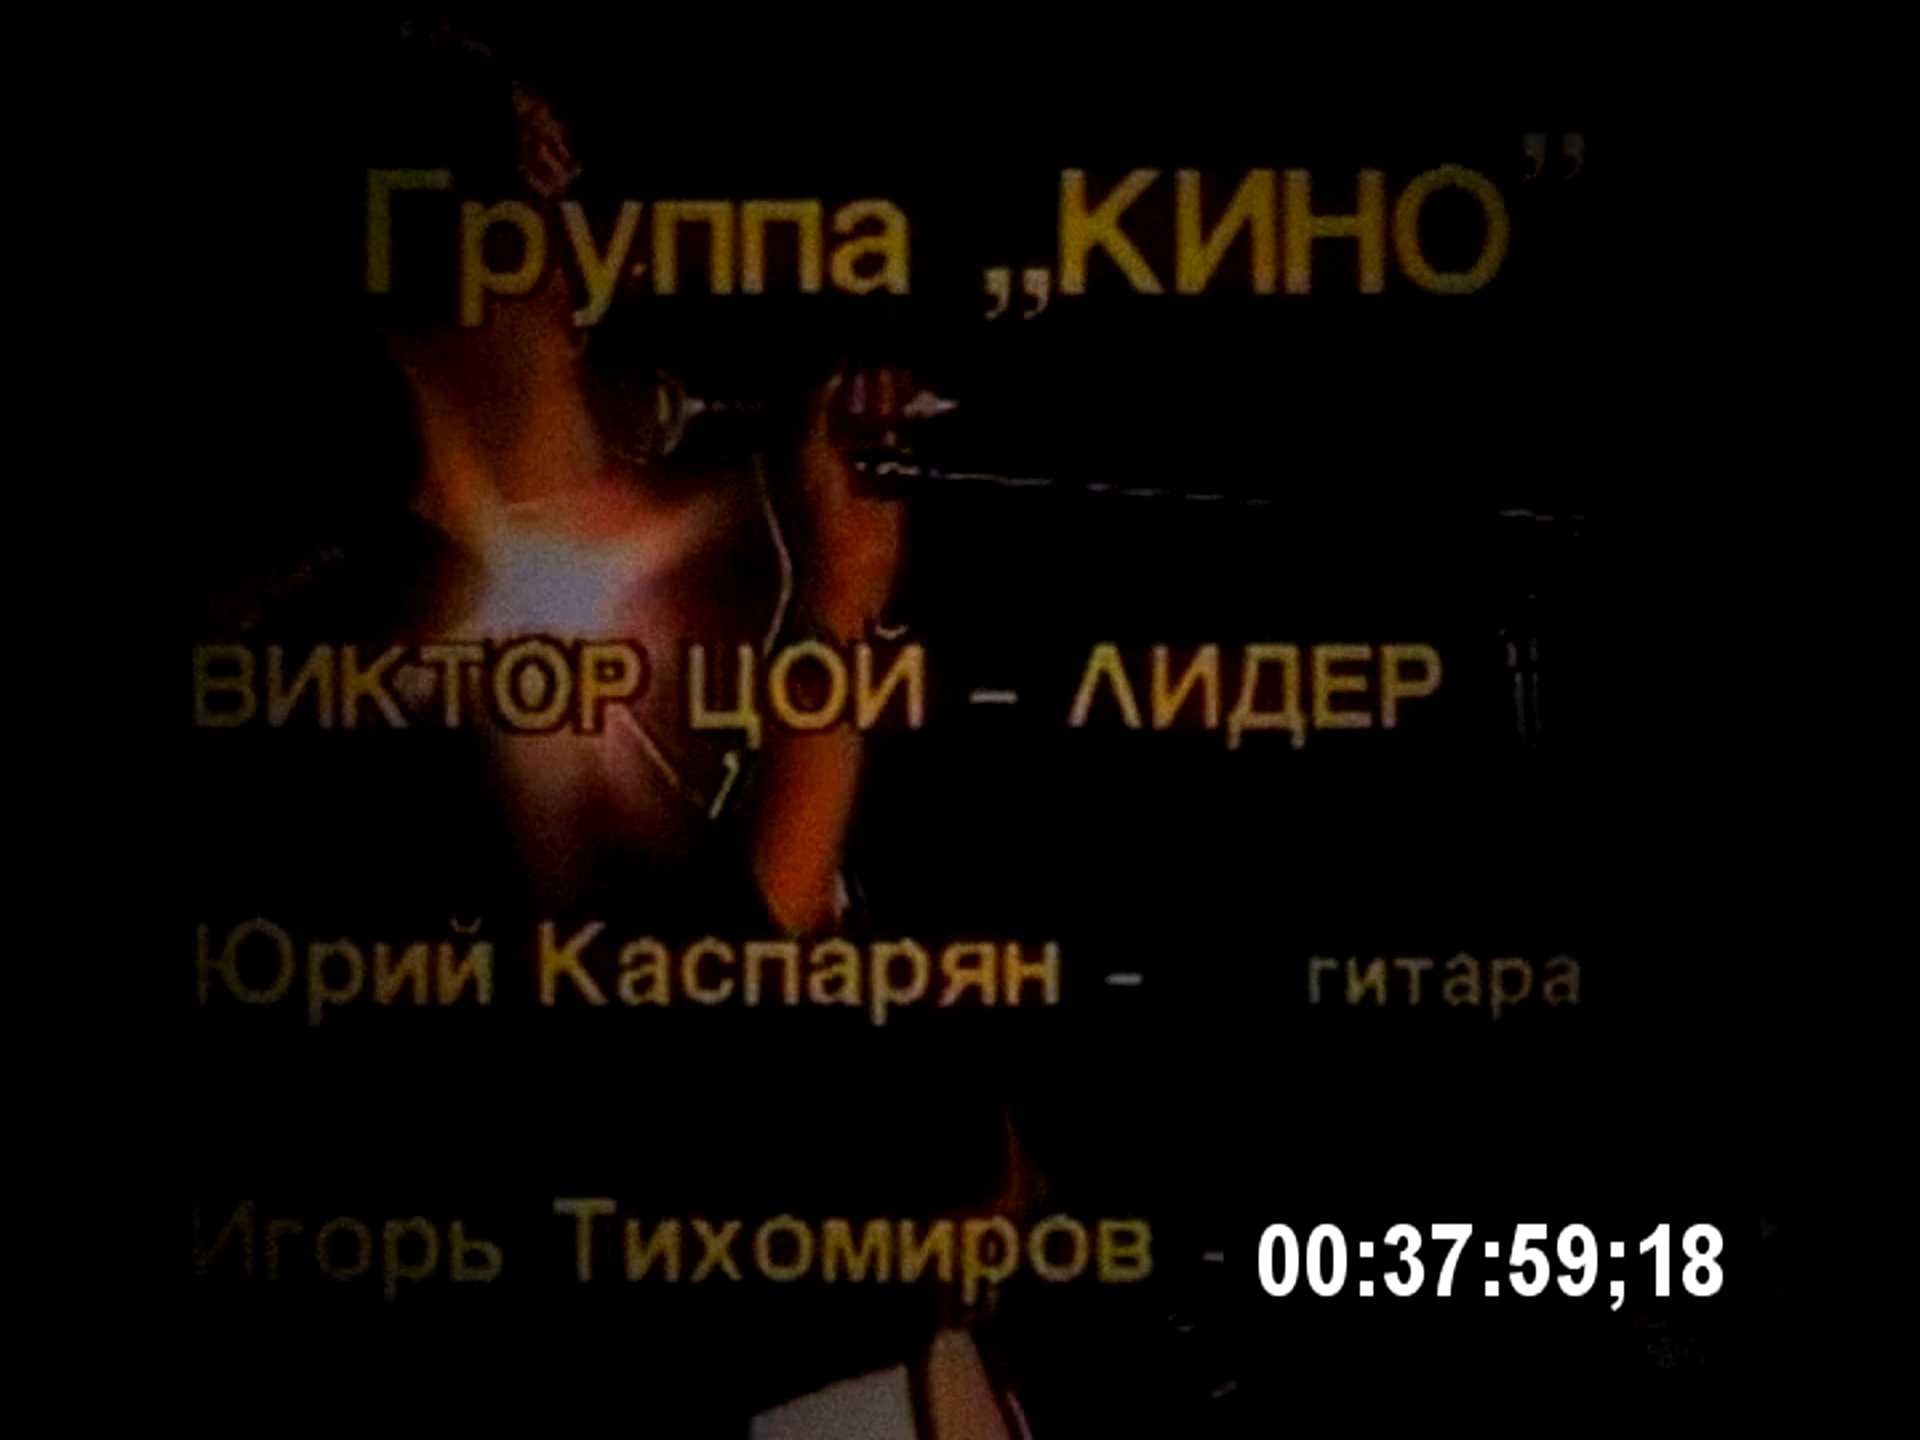 Группа „КИНО”
ВИКТОР ЦОЙ – ЛИДЕР
Юрий Каспарян – гитара
Игорь Тихомиров –
00:37:59;18